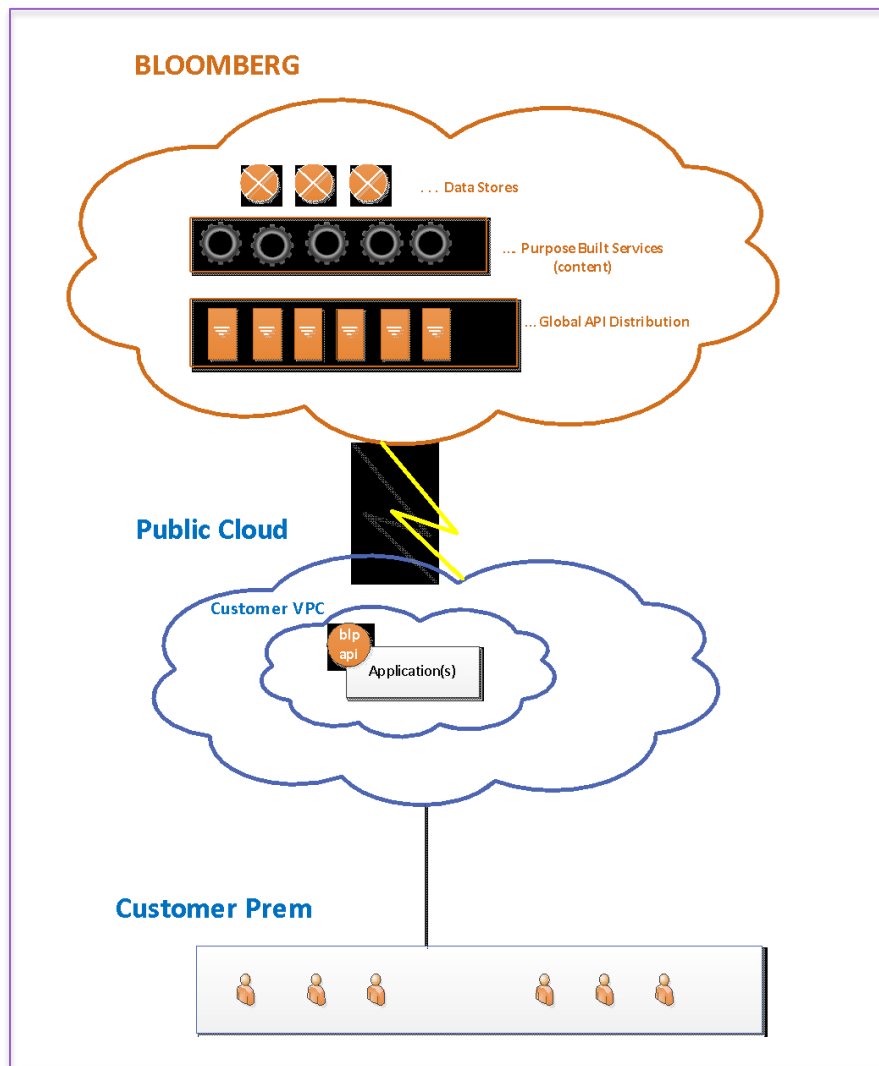 BLOOMBERG
. . . Data Stores
.... Purpose Built Services
(content)
... Global API Distribution
Public Cloud
Customer VPC
blp
api
Application(s)
Customer Prem